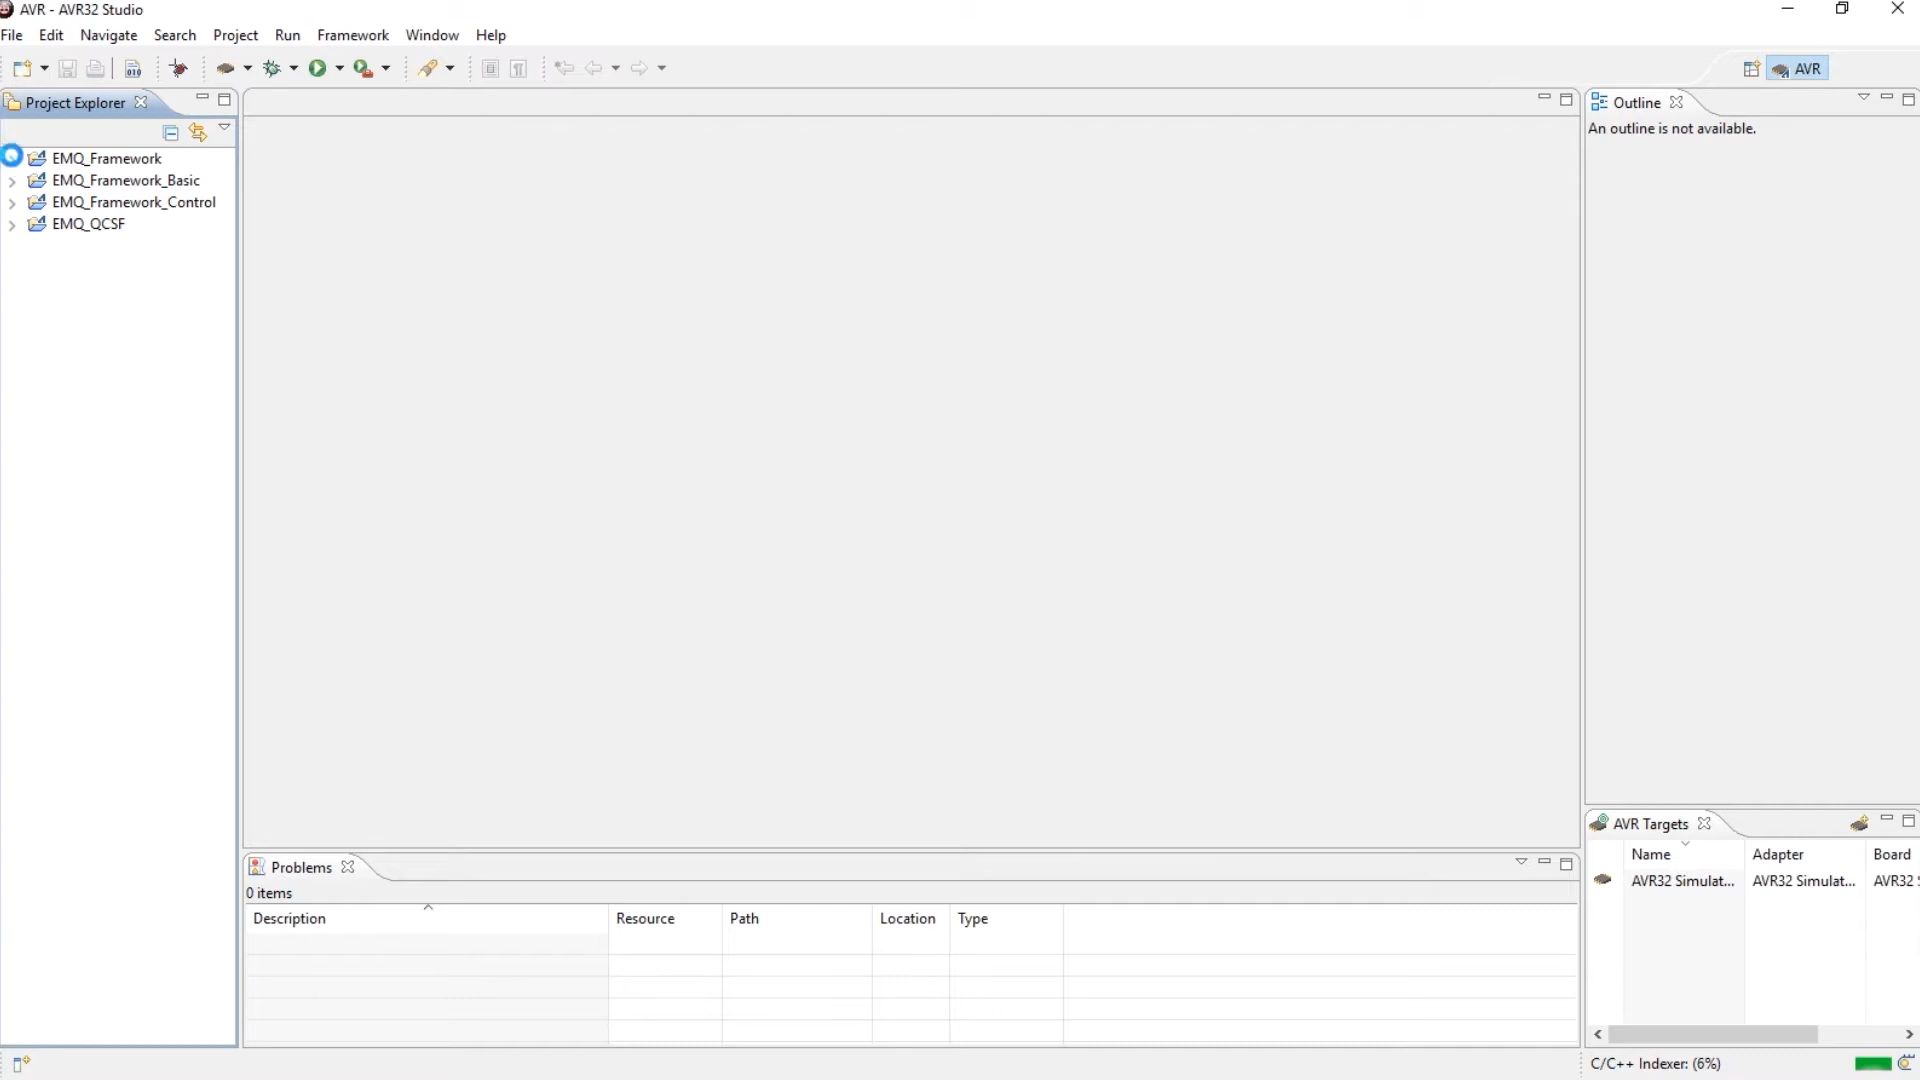 AVR - AVR32 Studio
File Edit Navigate Search Project Run Framework Window Help
AVR
Project Explorer
EMQ_Framework
EMQ_Framework_Basic
EMQ_Framework_Control
EMQ_QCSF
Outline
An outline is not available.
Problems
0 items
Description Resource Path Location Type
AVR Targets
Name Adapter Board
AVR32 Simulat... AVR32 Simulat... AVR32
C/C++ Indexer: (6%)